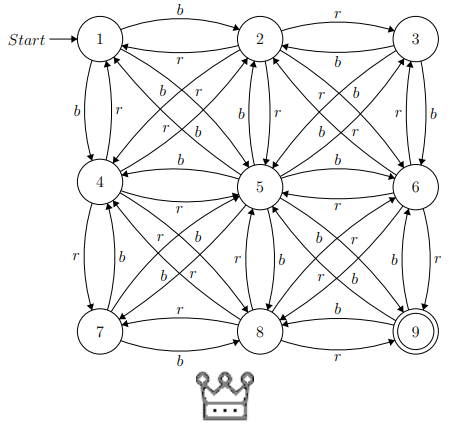 b r
Start 1 2 3
r b
b r b r
b r b r r b
r b b r
4 b 5 b 6
r r
r b r b
r b r b b r
b r r b
7 r 8 b 9
b r